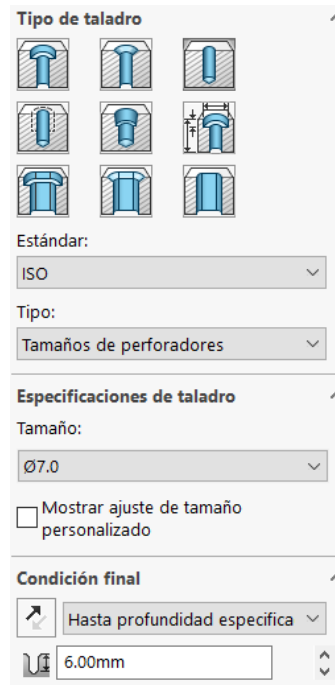 Tipo de taladro
Estándar:
ISO
Tipo:
Tamaños de perforadores
Especificaciones de taladro
Tamaño:
Ø7.0
Mostrar ajuste de tamaño
personalizado
Condición final
Hasta profundidad especifica
6.00mm